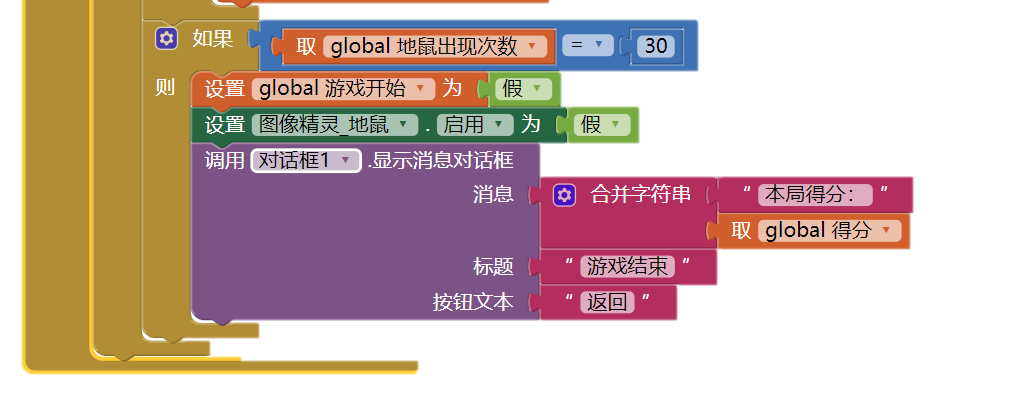 如果 取 global 地鼠出现次数 = 30
则 设置 global 游戏开始 为 假
设置 图像精灵_地鼠 . 启用 为 假
调用 对话框1 .显示消息对话框
消息 合并字符串 “ 本局得分： ”
取 global 得分
标题 “ 游戏结束 ”
按钮文本 “ 返回 ”